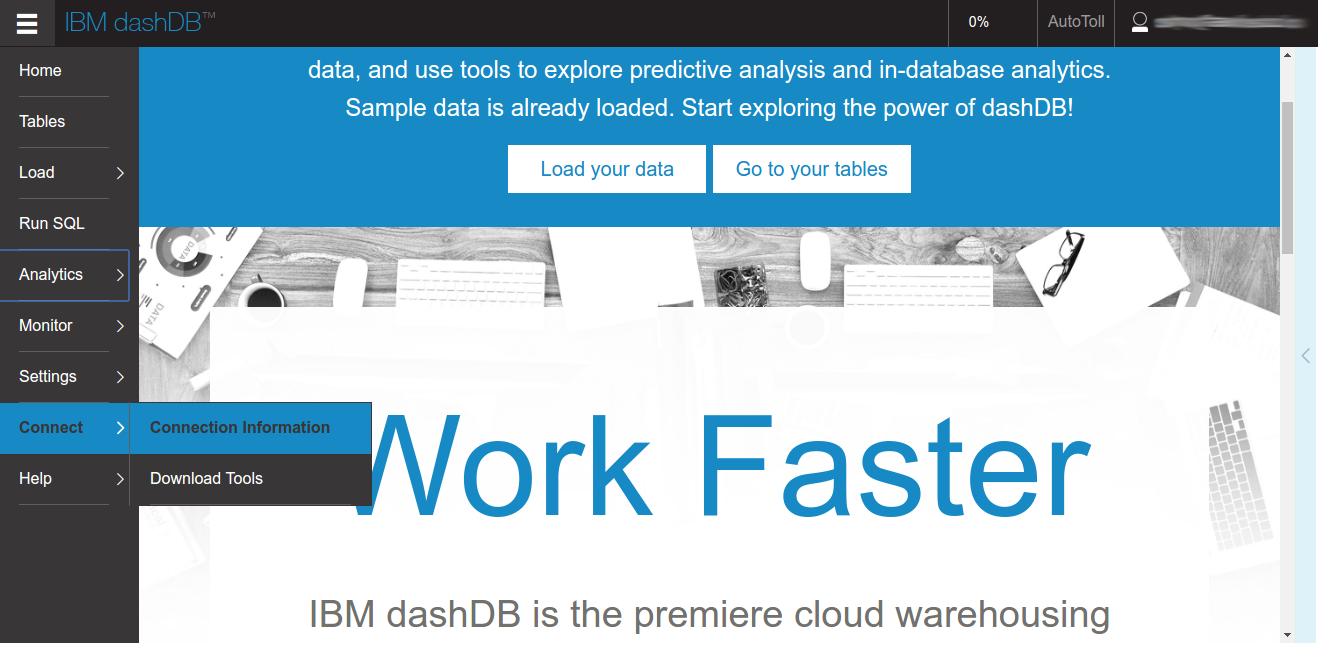 IBM dashDB™
0%
AutoToll
Home
Tables
Load
Run SQL
Analytics
Monitor
Settings
Connect
Help
Connection Information
Download Tools
data, and use tools to explore predictive analysis and in-database analytics.
Sample data is already loaded. Start exploring the power of dashDB!
Load your data
Go to your tables
DATA
DATA
Work Faster
IBM dashDB is the premiere cloud warehousing